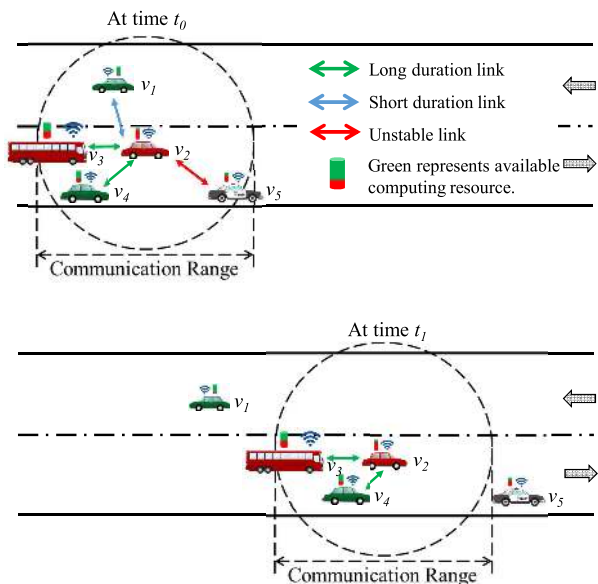 At time t0
v1
v3
v2
v4
v5
Communication Range
Long duration link
Short duration link
Unstable link
Green represents available
computing resource.
At time t1
v1
v3
v2
v4
v5
Communication Range